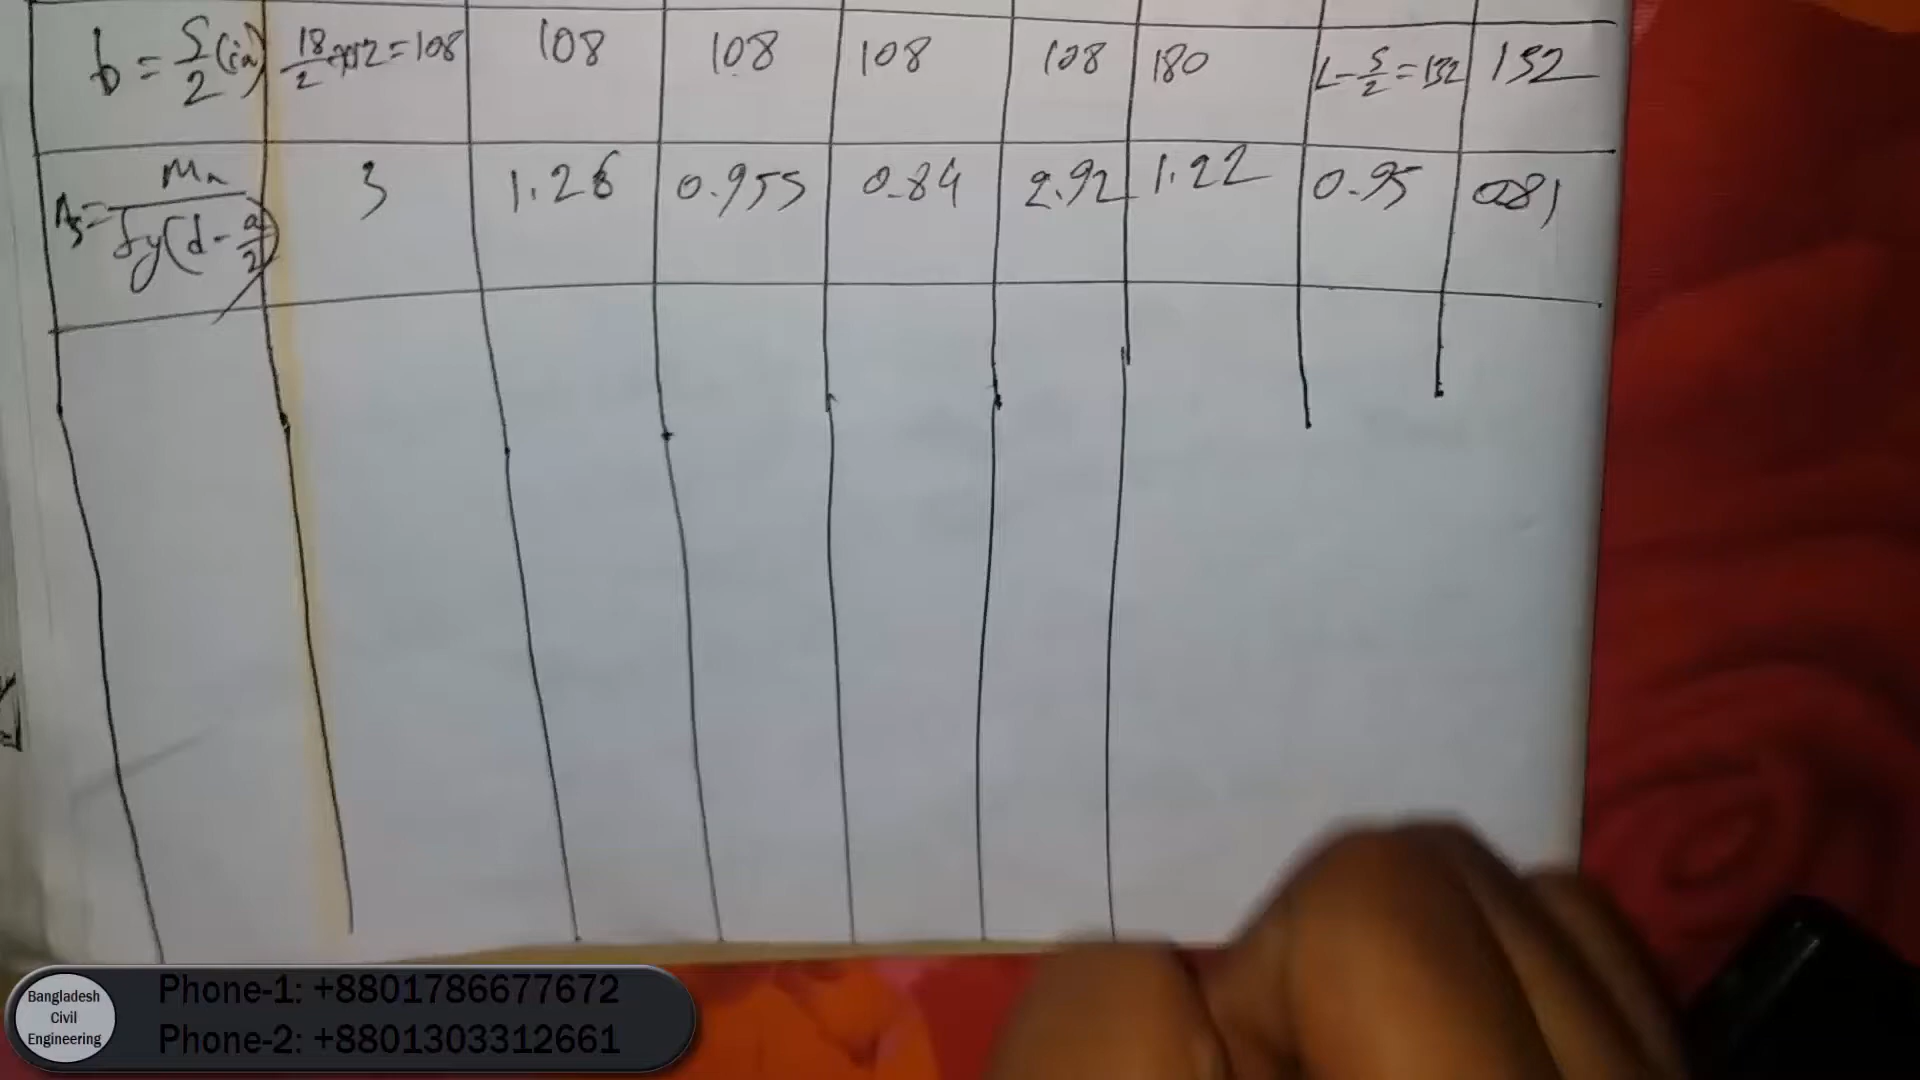 b = S/2 (in) 18/2 × 12 = 108 108 108 108 108 180 L - S/2 = 132 132
As = Mn / fy(d - a/2) 3 1.26 0.955 0.84 2.92 1.22 0.95 0.81
Bangladesh
Civil
Engineering
Phone-1: +8801786677672
Phone-2: +8801303312661